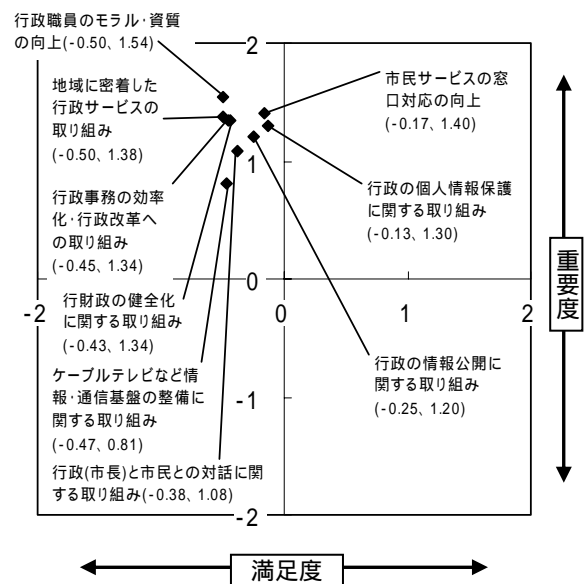 行政職員のモラル･資質
の向上(-0.50、1.54)
地域に密着した
行政サービスの
取り組み
(-0.50、1.38)
行政事務の効率
化･行政改革へ
の取り組み
(-0.45、1.34)
行財政の健全化
に関する取り組み
(-0.43、1.34)
ケーブルテレビなど情
報･通信基盤の整備に
関する取り組み
(-0.47、0.81)
行政(市長)と市民との対話に関
する取り組み(-0.38、1.08)
市民サービスの窓
口対応の向上
(-0.17、1.40)
行政の個人情報保護
に関する取り組み
(-0.13、1.30)
行政の情報公開に
関する取り組み
(-0.25、1.20)
2
1
0
-1
-2
-2
0
1
2
重要度
満足度